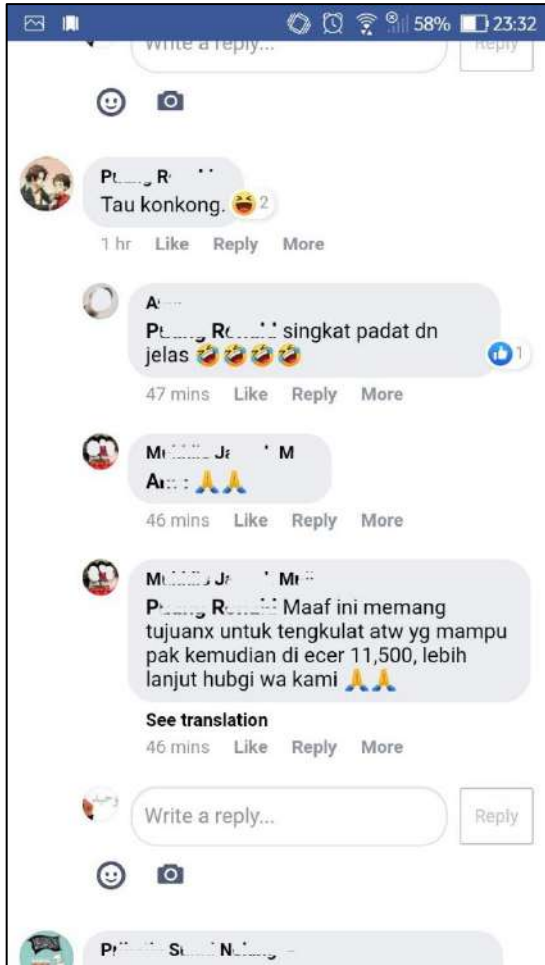 58% 23:32
Write a reply...
Reply
Tau konkong. 2
1 hr Like Reply More
singkat padat dn
jelas
1
47 mins Like Reply More
M
46 mins Like Reply More
Maaf ini memang
tujuanx untuk tengkulat atw yg mampu
pak kemudian di ecer 11,500, lebih
lanjut hubgi wa kami
See translation
46 mins Like Reply More
Write a reply...
Reply